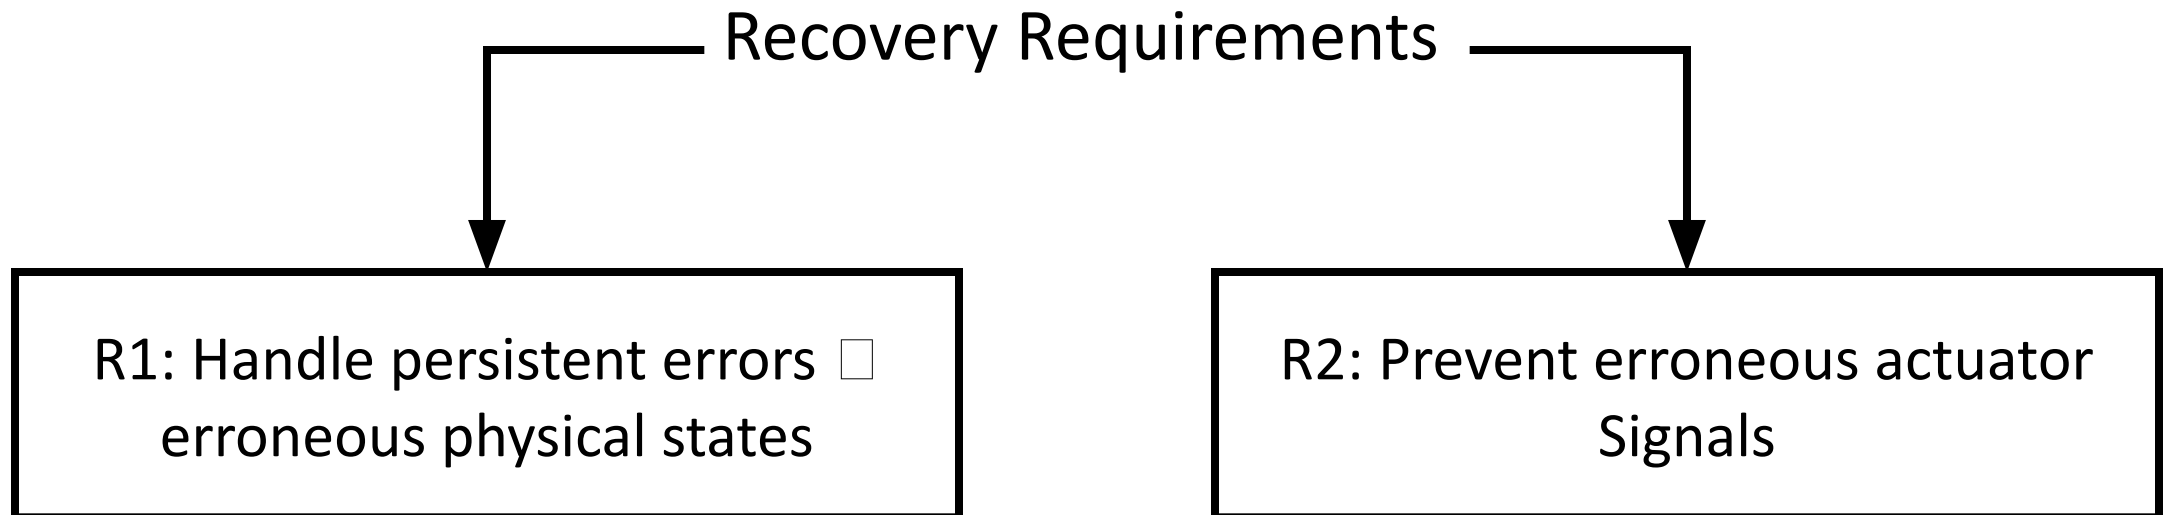 Recovery Requirements
R1: Handle persistent errors □
erroneous physical states
R2: Prevent erroneous actuator
Signals